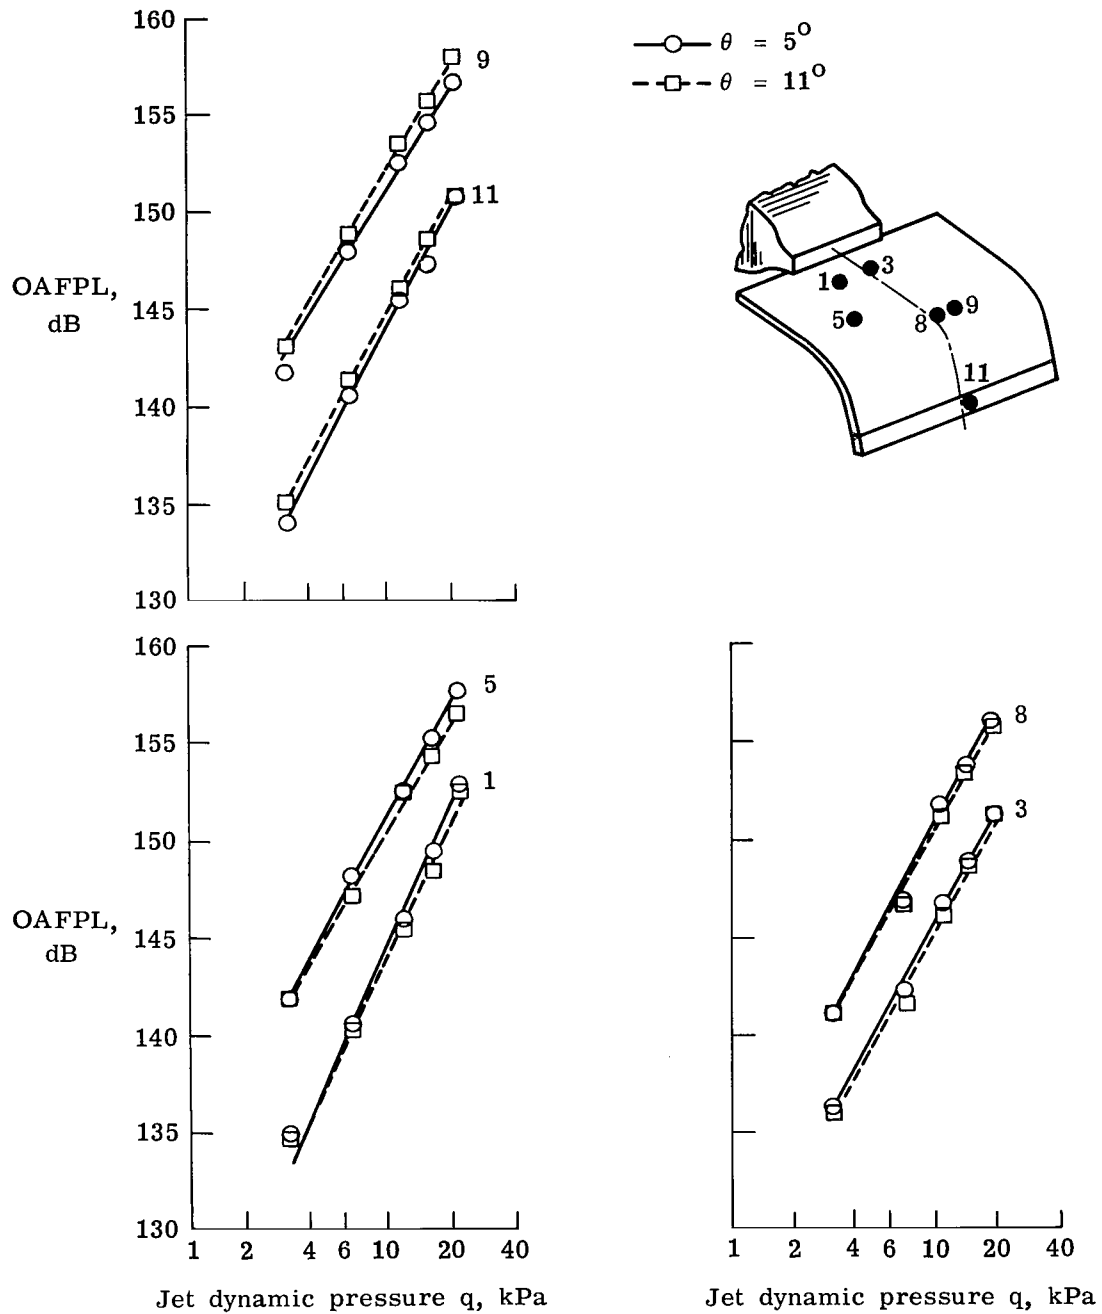 160
155
150
145
140
135
130
OAFPL,
dB
9
11
θ = 5°
θ = 11°
1
3
5
8
9
11
160
155
150
145
140
135
130
OAFPL,
dB
5
1
1 2 4 6 10 20 40
Jet dynamic pressure q, kPa
8
3
1 2 4 6 10 20 40
Jet dynamic pressure q, kPa